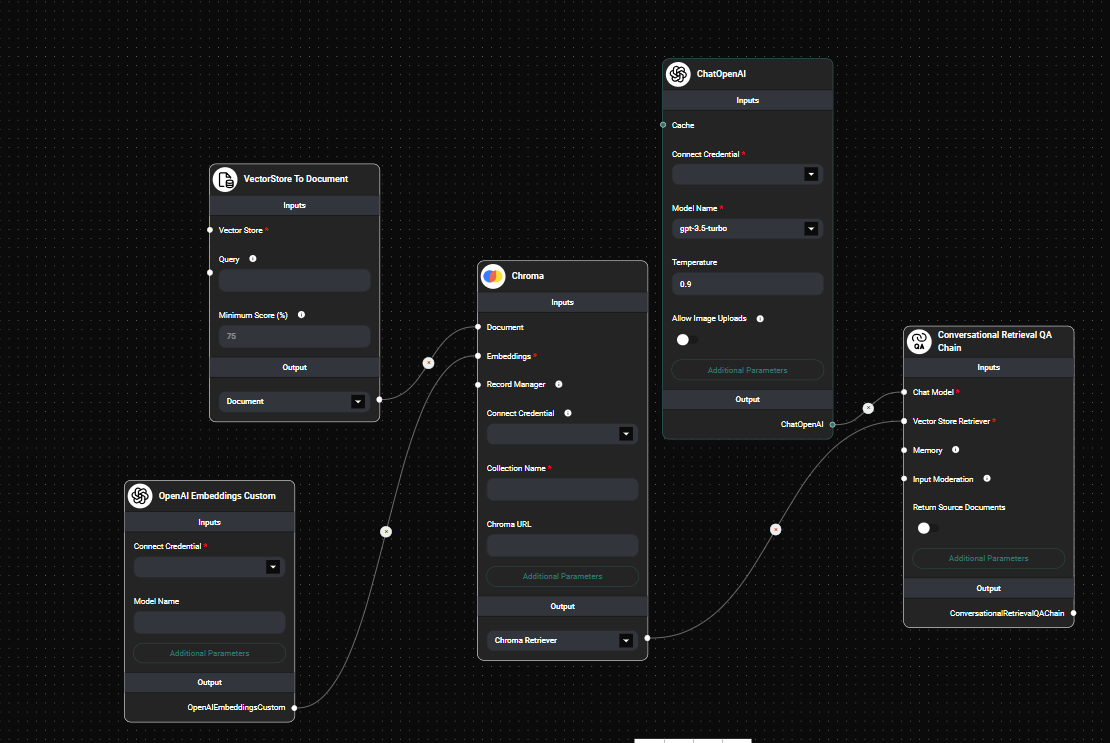 VectorStore To Document
Inputs
Vector Store *
Query
Minimum Score (%)
75
Output
Document
OpenAI Embeddings Custom
Inputs
Connect Credential *
Model Name
Additional Parameters
Output
OpenAIEmbeddingsCustom
Chroma
Inputs
Document
Embeddings *
Record Manager
Connect Credential
Collection Name *
Chroma URL
Additional Parameters
Output
Chroma Retriever
ChatOpenAI
Inputs
Cache
Connect Credential *
Model Name *
gpt-3.5-turbo
Temperature
0.9
Allow Image Uploads
Additional Parameters
Output
ChatOpenAI
QA
Conversational Retrieval QA
Chain
Inputs
Chat Model *
Vector Store Retriever *
Memory
Input Moderation
Return Source Documents
Additional Parameters
Output
ConversationalRetrievalQAChain